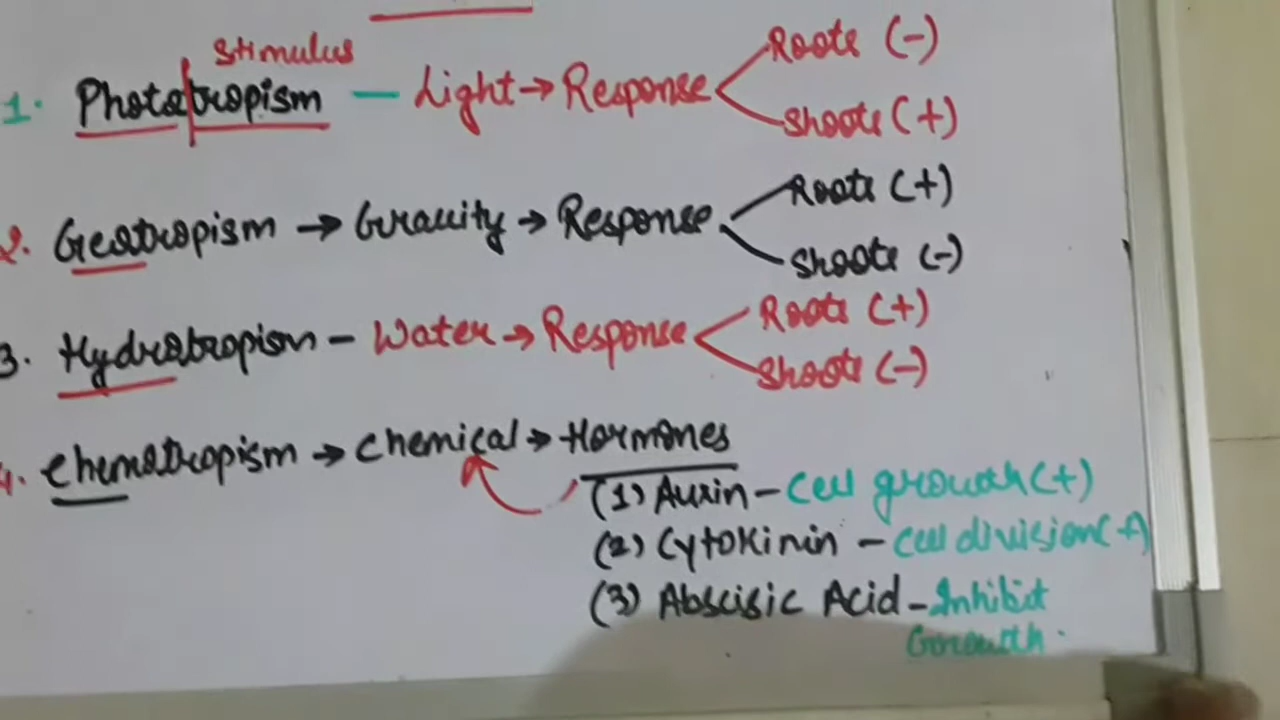 Stimulus
1. Phototropism — Light → Response
Roots (-)
Shoots (+)
2. Geotropism → Gravity → Response
Roots (+)
Shoots (-)
3. Hydrotropism - Water → Response
Roots (+)
Shoots (-)
4. Chemotropism → Chemical → Hormones
(1) Auxin - Cell growth (+)
(2) Cytokinin - Cell division (+)
(3) Abscisic Acid - Inhibit
Growth.